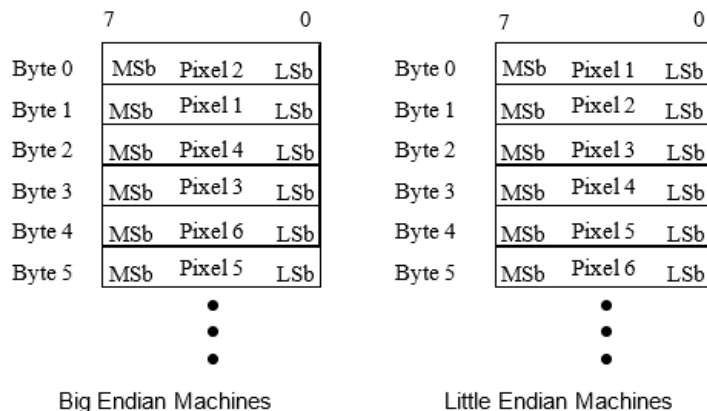 7 0 7 0
Byte 0 MSb Pixel 2 LSb Byte 0 MSb Pixel 1 LSb
Byte 1 MSb Pixel 1 LSb Byte 1 MSb Pixel 2 LSb
Byte 2 MSb Pixel 4 LSb Byte 2 MSb Pixel 3 LSb
Byte 3 MSb Pixel 3 LSb Byte 3 MSb Pixel 4 LSb
Byte 4 MSb Pixel 6 LSb Byte 4 MSb Pixel 5 LSb
Byte 5 MSb Pixel 5 LSb Byte 5 MSb Pixel 6 LSb
Big Endian Machines Little Endian Machines